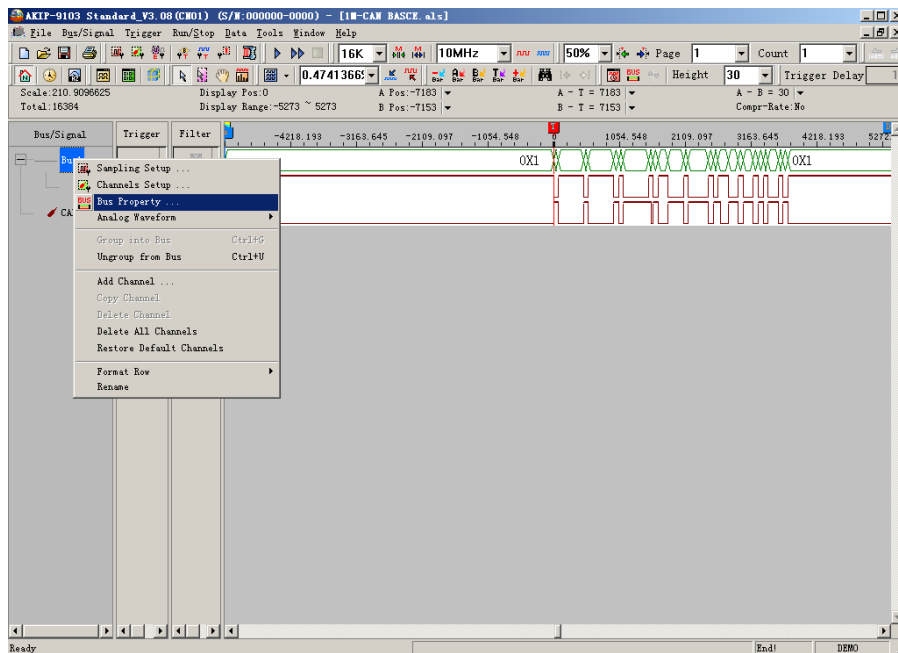 AKIP-9103 Standard_V3.08(CN01) (S/N:000000-0000) - [1M-CAN BASCE.als]
File Bus/Signal Trigger Run/Stop Data Tools Window Help
16K 10MHz 50% Page 1 Count 1
0.4741366 Height 30 Trigger Delay
Scale:210.9098625 Display Pos:0 A Pos:-7183 A - T = 7183 A - B = 30
Total:16384 Display Range:-5273 ~ 5273 B Pos:-7153 B - T = 7153 Compr-Rate:No
Bus/Signal Trigger Filter -4218.193 -3163.645 -2109.097 -1054.548 0 1054.548 2109.097 3163.645 4218.193 5272.
0X1 0X1
Sampling Setup ...
Channels Setup ...
Bus Property ...
Analog Waveform
Group into Bus Ctrl+G
Ungroup from Bus Ctrl+U
Add Channel ...
Copy Channel
Delete Channel
Delete All Channels
Restore Default Channels
Format Row
Rename
Ready End! DEMO